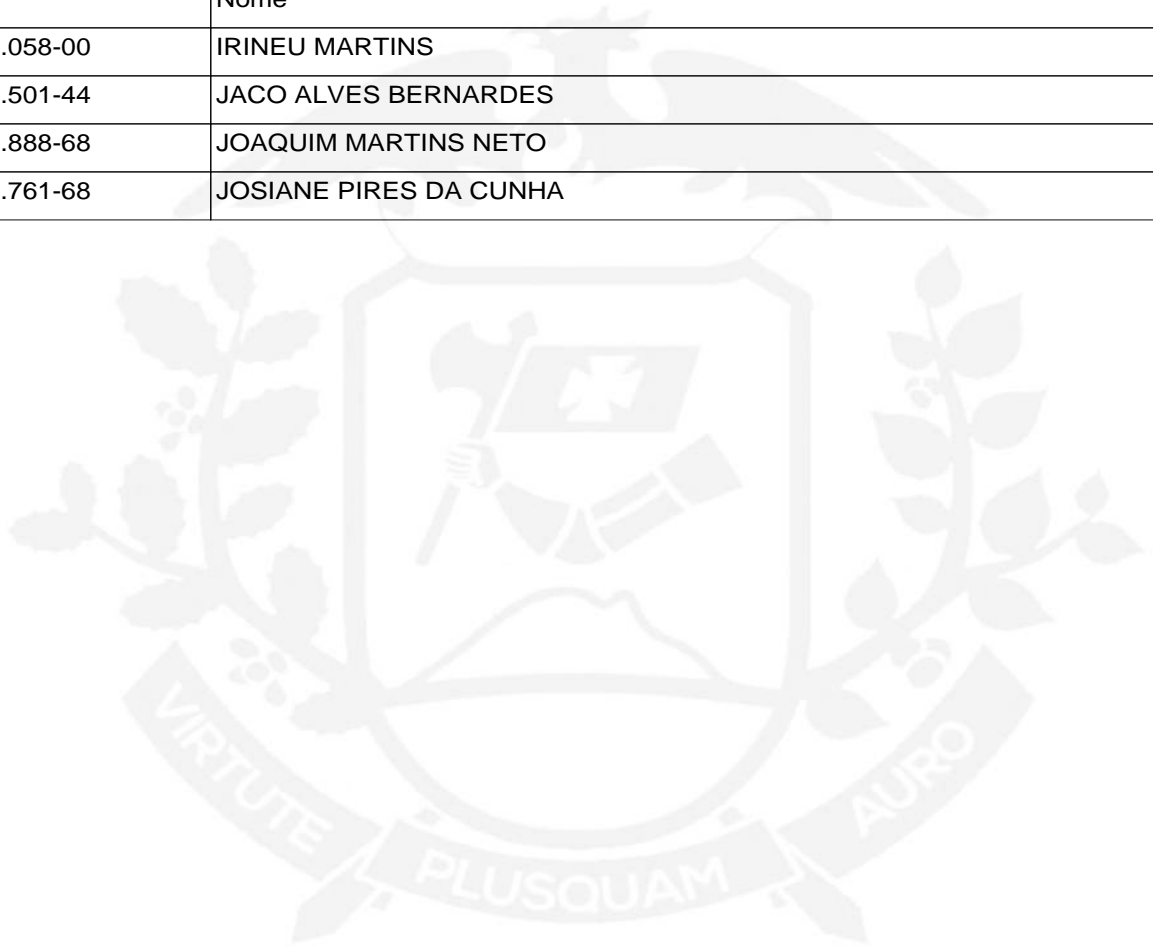 Nome
.058-00 IRINEU MARTINS
.501-44 JACO ALVES BERNARDES
.888-68 JOAQUIM MARTINS NETO
.761-68 JOSIANE PIRES DA CUNHA
VIRTUTE PLUSQUAM AURO